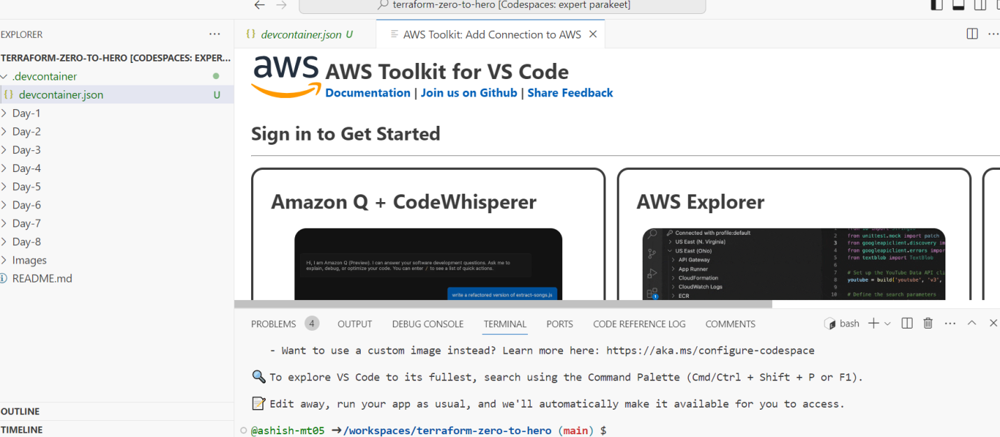 terraform-zero-to-hero [Codespaces: expert parakeet]
EXPLORER
TERRAFORM-ZERO-TO-HERO [CODESPACES: EXPER...
.devcontainer
{} devcontainer.json U
Day-1
Day-2
Day-3
Day-4
Day-5
Day-6
Day-7
Day-8
Images
README.md
OUTLINE
TIMELINE
{} devcontainer.json U
AWS Toolkit: Add Connection to AWS
aws
AWS Toolkit for VS Code
Documentation | Join us on Github | Share Feedback
Sign in to Get Started
Amazon Q + CodeWhisperer
Hi, I am Amazon Q (Preview). I can answer your software development questions. Ask me to
explain, debug, or optimize your code. You can enter / to see a list of quick actions.
write a refactored version of extract-songs.js
AWS Explorer
Connected with profile:default
US East (N. Virginia)
US East (Ohio)
API Gateway
App Runner
CloudFormation
CloudWatch Logs
ECR
1
2 from unittest.mock import patch
3 from googleapiclient.discovery im
4 from googleapiclient.errors impor
5 from textblob import TextBlob
6
7 # Set up the YouTube Data API cli
8 youtube = build('youtube', 'v3',
9
10 # Define the search parameters
PROBLEMS 4 OUTPUT DEBUG CONSOLE TERMINAL PORTS CODE REFERENCE LOG COMMENTS
bash
- Want to use a custom image instead? Learn more here: https://aka.ms/configure-codespace
To explore VS Code to its fullest, search using the Command Palette (Cmd/Ctrl + Shift + P or F1).
Edit away, run your app as usual, and we'll automatically make it available for you to access.
@ashish-mt05 →/workspaces/terraform-zero-to-hero (main) $